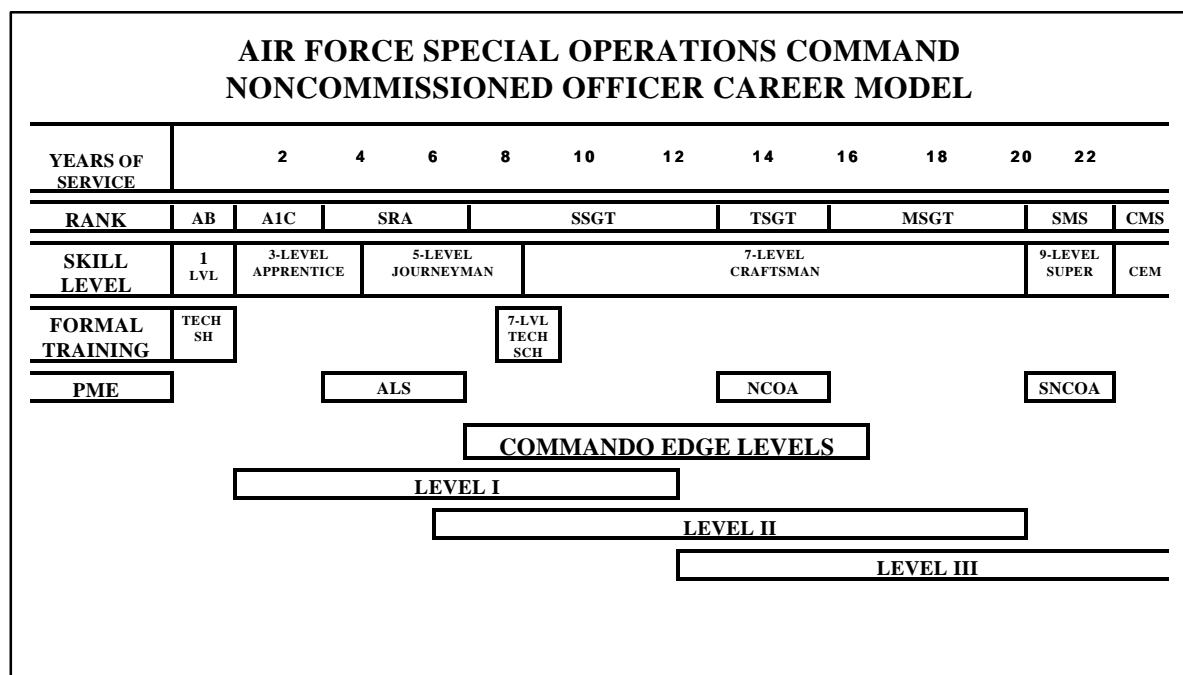 AIR FORCE SPECIAL OPERATIONS COMMAND
NONCOMMISSIONED OFFICER CAREER MODEL
YEARS OF
SERVICE
2 4 6 8 10 12 14 16 18 20 22
RANK AB A1C SRA SSGT TSGT MSGT SMS CMS
SKILL
LEVEL
1
LVL
3-LEVEL
APPRENTICE
5-LEVEL
JOURNEYMAN
7-LEVEL
CRAFTSMAN
9-LEVEL
SUPER
CEM
FORMAL
TRAINING
TECH
SH
7-LVL
TECH
SCH
PME ALS NCOA SNCOA
COMMANDO EDGE LEVELS
LEVEL I
LEVEL II
LEVEL III